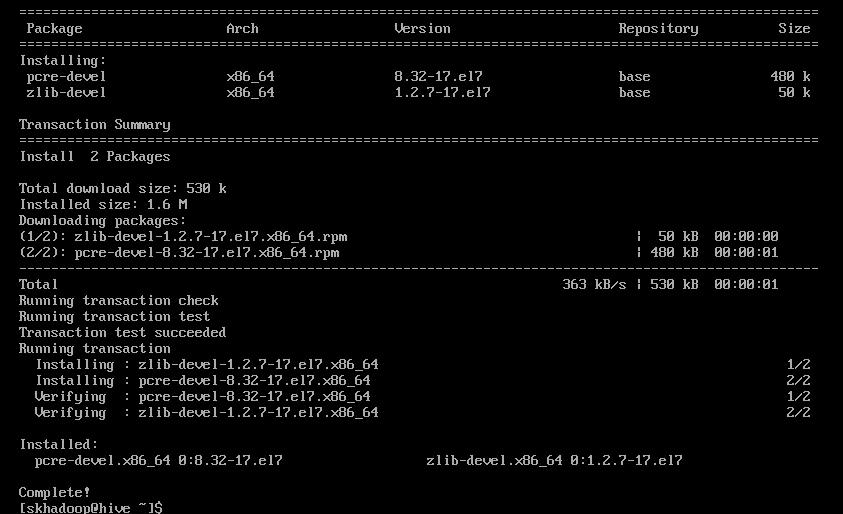 ================================================================================
Package Arch Version Repository Size
================================================================================
Installing:
pcre-devel x86_64 8.32-17.el7 base 480 k
zlib-devel x86_64 1.2.7-17.el7 base 50 k
Transaction Summary
================================================================================
Install 2 Packages
Total download size: 530 k
Installed size: 1.6 M
Downloading packages:
(1/2): zlib-devel-1.2.7-17.el7.x86_64.rpm | 50 kB 00:00:00
(2/2): pcre-devel-8.32-17.el7.x86_64.rpm | 480 kB 00:00:01
--------------------------------------------------------------------------------
Total 363 kB/s | 530 kB 00:00:01
Running transaction check
Running transaction test
Transaction test succeeded
Running transaction
Installing : zlib-devel-1.2.7-17.el7.x86_64 1/2
Installing : pcre-devel-8.32-17.el7.x86_64 2/2
Verifying : pcre-devel-8.32-17.el7.x86_64 1/2
Verifying : zlib-devel-1.2.7-17.el7.x86_64 2/2
Installed:
pcre-devel.x86_64 0:8.32-17.el7 zlib-devel.x86_64 0:1.2.7-17.el7
Complete!
[skhadoop@hive ~]$